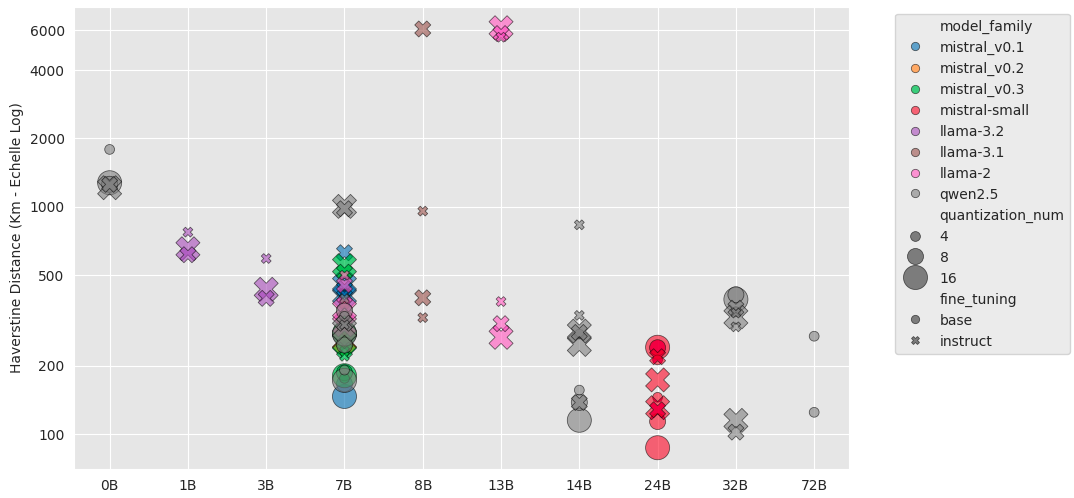 6000
4000
2000
1000
500
200
100
Haverstine Distance (Km - Echelle Log)
0B
1B
3B
7B
8B
13B
14B
24B
32B
72B
model_family
mistral_v0.1
mistral_v0.2
mistral_v0.3
mistral-small
llama-3.2
llama-3.1
llama-2
qwen2.5
quantization_num
4
8
16
fine_tuning
base
instruct